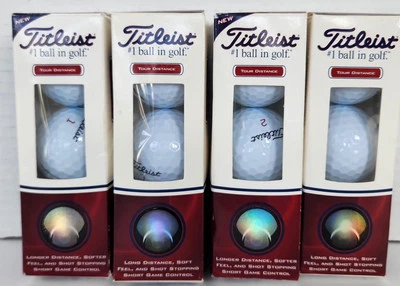 NEW
Titleist
#1 ball in golf.
TOUR DISTANCE
1
LONGER DISTANCE, SOFTER
FEEL, AND SHOT STOPPING
SHORT GAME CONTROL
Titleist
#1 ball in golf.
TOUR DISTANCE
Titleist
LONG DISTANCE, SOFT
FEEL, AND SHOT STOPPING
SHORT GAME CONTROL
NEW
Titleist
#1 ball in golf.
TOUR DISTANCE
2
Titleist
LONGER DISTANCE, SOFTER
FEEL, AND SHOT STOPPING
SHORT GAME CONTROL
Titleist
#1 ball in golf.
TOUR DISTANCE
LONG DISTANCE, SOFT
FEEL, AND SHOT STOPPING
SHORT GAME CONTROL